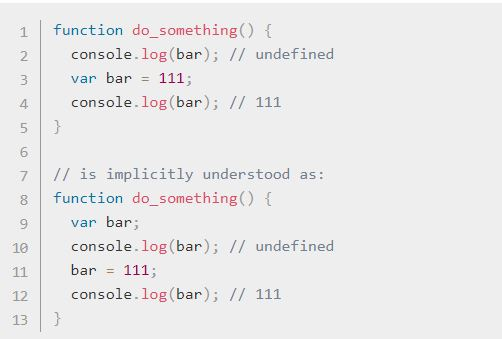 1 function do_something() {
2 console.log(bar); // undefined
3 var bar = 111;
4 console.log(bar); // 111
5 }
6
7 // is implicitly understood as:
8 function do_something() {
9 var bar;
10 console.log(bar); // undefined
11 bar = 111;
12 console.log(bar); // 111
13 }